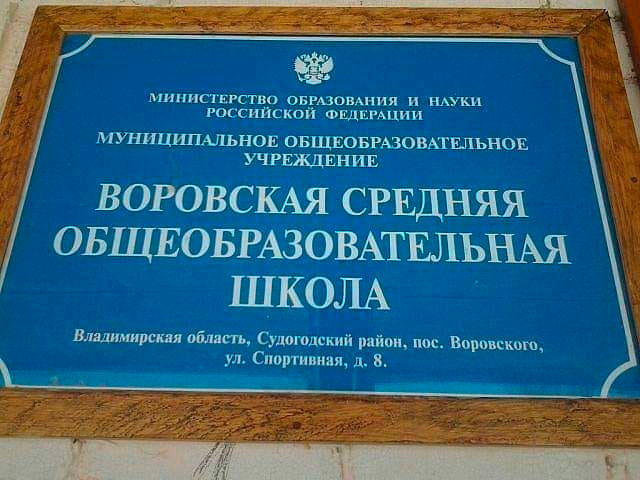 МИНИСТЕРСТВО ОБРАЗОВАНИЯ И НАУКИ
РОССИЙСКОЙ ФЕДЕРАЦИИ
МУНИЦИПАЛЬНОЕ ОБЩЕОБРАЗОВАТЕЛЬНОЕ
УЧРЕЖДЕНИЕ
ВОРОВСКАЯ СРЕДНЯЯ
ОБЩЕОБРАЗОВАТЕЛЬНАЯ
ШКОЛА
Владимирская область, Судогодский район, пос. Воровского,
ул. Спортивная, д. 8.